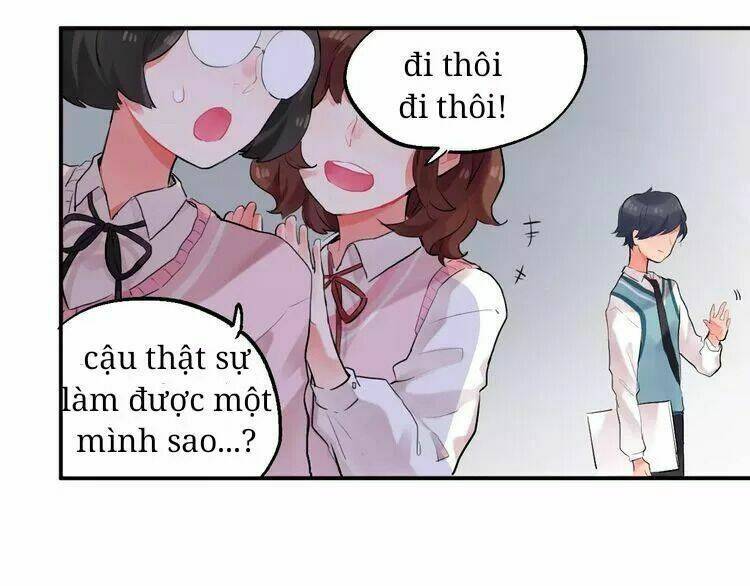 đi thôi
đi thôi!
cậu thật sự
làm được một
mình sao...?